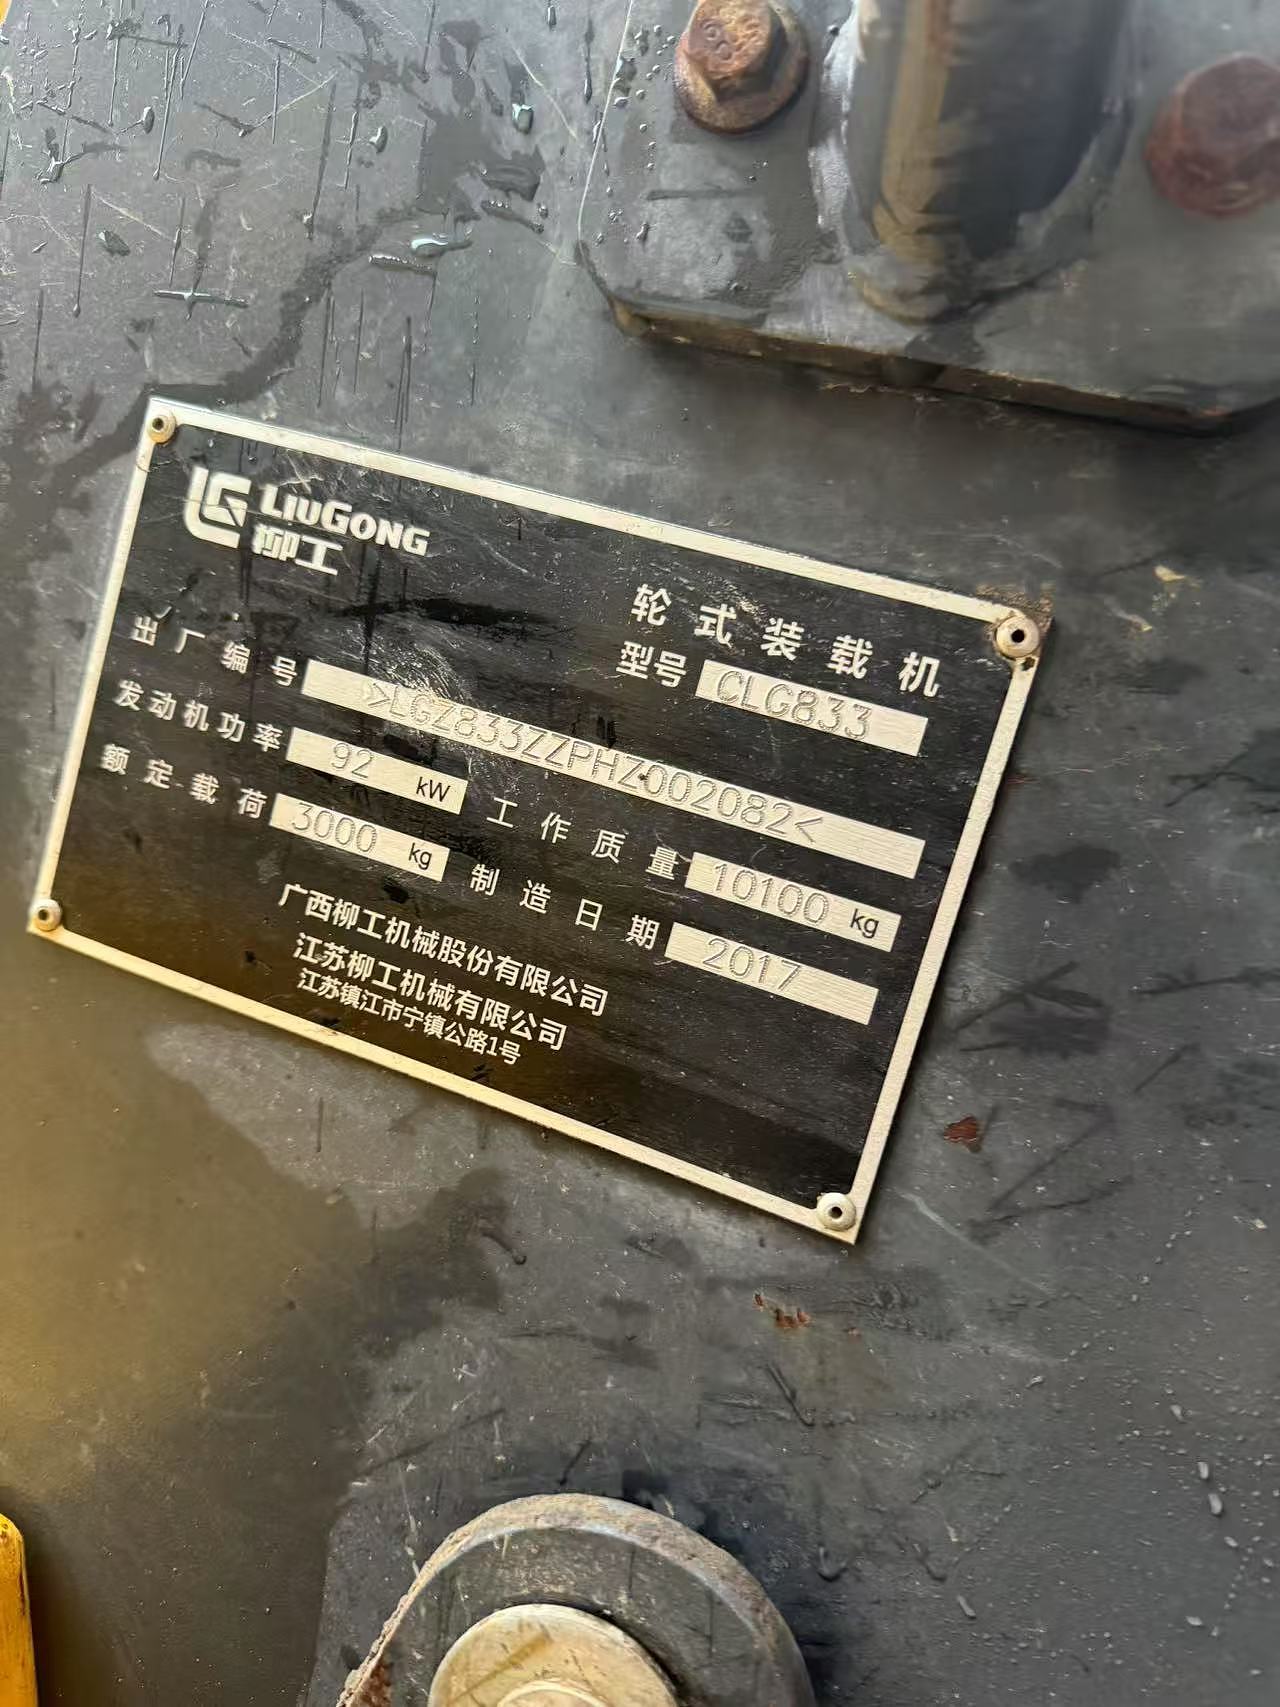 LG LIUGONG
柳工
轮式装载机
型号 CLG833
出厂编号 >LGZ833ZZPHZ002082<
发动机功率 92 kW 工作质量 10100 kg
额定载荷 3000 kg 制造日期 2017
广西柳工机械股份有限公司
江苏柳工机械有限公司
江苏镇江市宁镇公路1号